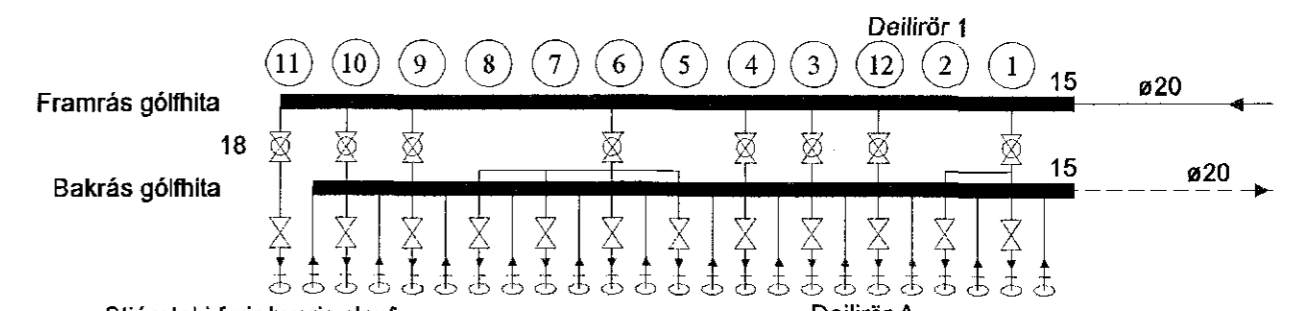 Deilirör 1
11 10 9 8 7 6 5 4 3 12 2 1
15 ø20
Framrás gólfhita
18
15 ø20
Bakrás gólfhita
Deilirör A